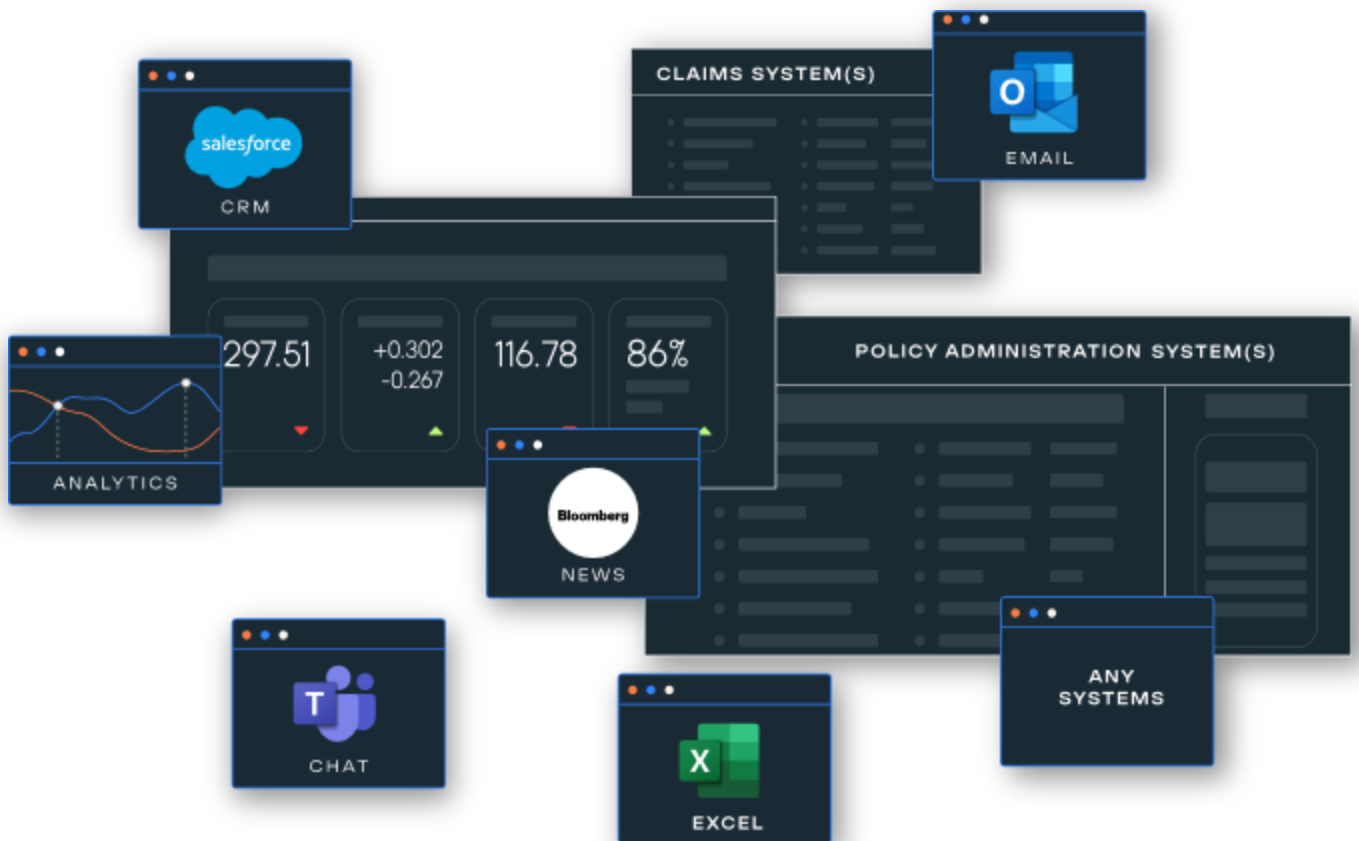 CLAIMS SYSTEM(S)
O
EMAIL
salesforce
CRM
297.51
+0.302
-0.267
116.78
86%
POLICY ADMINISTRATION SYSTEM(S)
ANALYTICS
Bloomberg
NEWS
ANY
SYSTEMS
T
CHAT
X
EXCEL